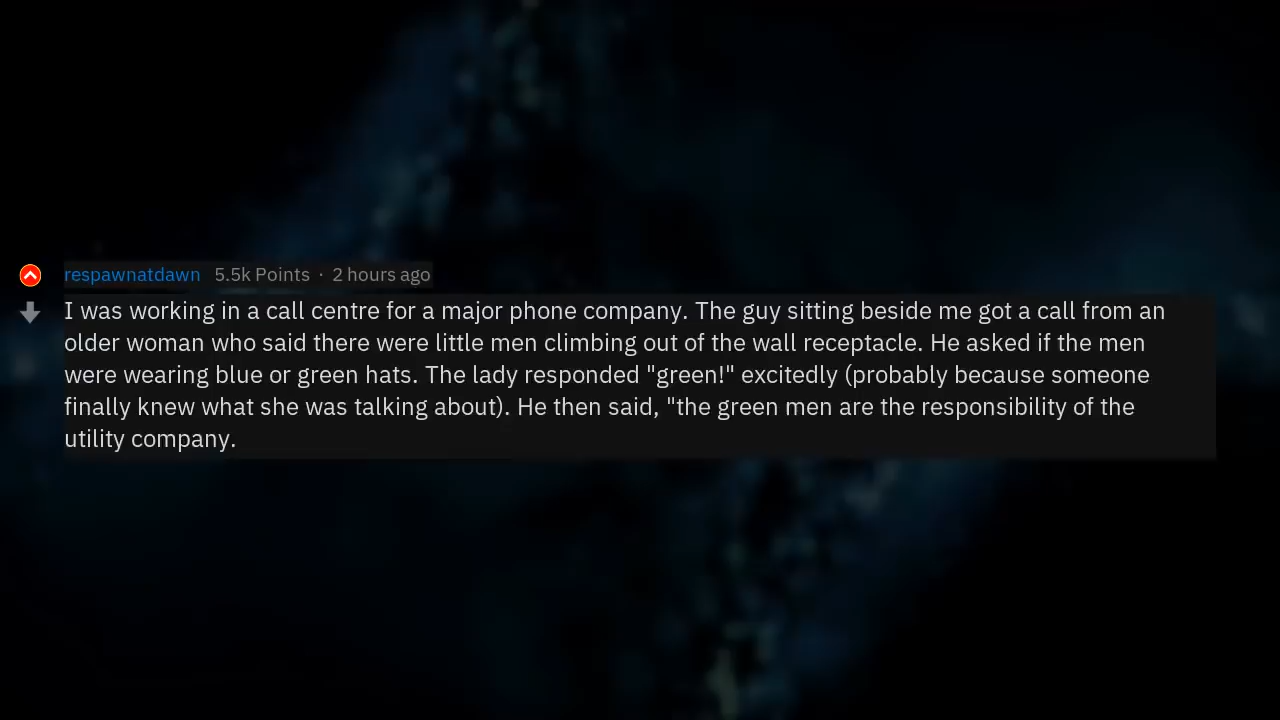 respawnatdawn 5.5k Points · 2 hours ago
I was working in a call centre for a major phone company. The guy sitting beside me got a call from an
older woman who said there were little men climbing out of the wall receptacle. He asked if the men
were wearing blue or green hats. The lady responded "green!" excitedly (probably because someone
finally knew what she was talking about). He then said, "the green men are the responsibility of the
utility company.